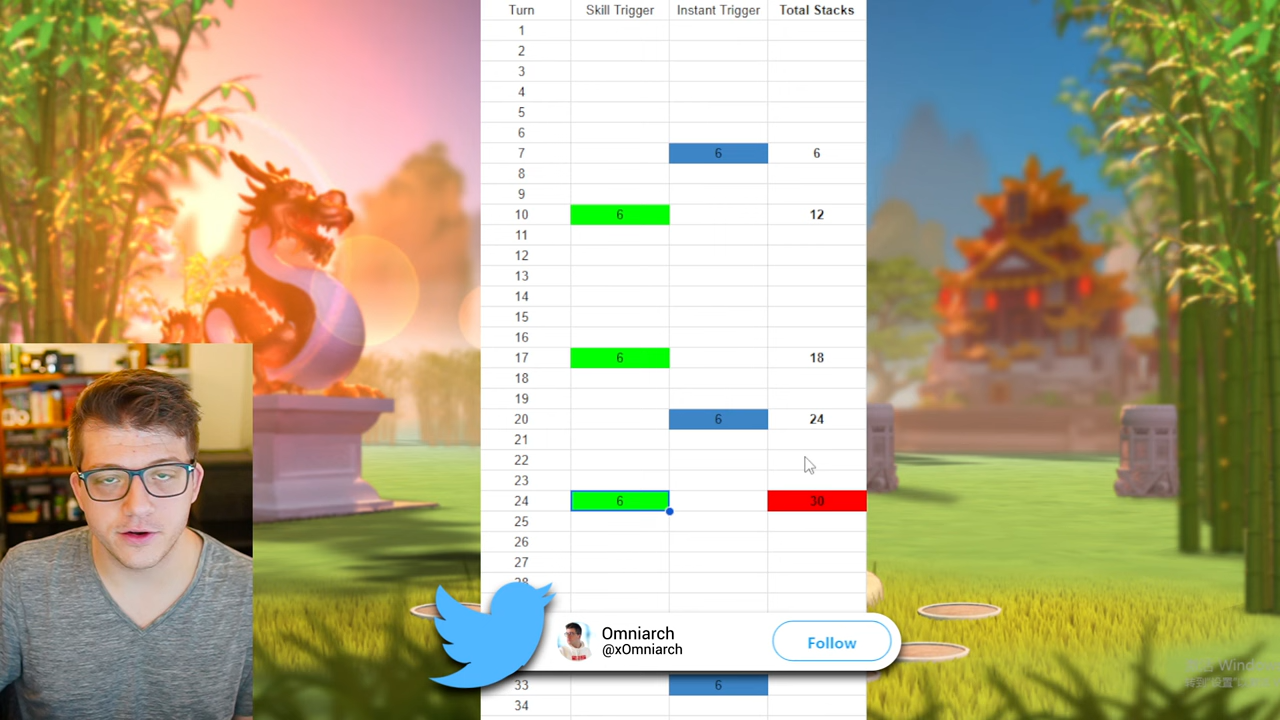 Turn Skill Trigger Instant Trigger Total Stacks
1
2
3
4
5
6
7 6 6
8
9
10 6 12
11
12
13
14
15
16
17 6 18
18
19
20 6 24
21
22
23
24 6 30
25
26
27
28
Omniarch
@xOmniarch
Follow
33 6
34